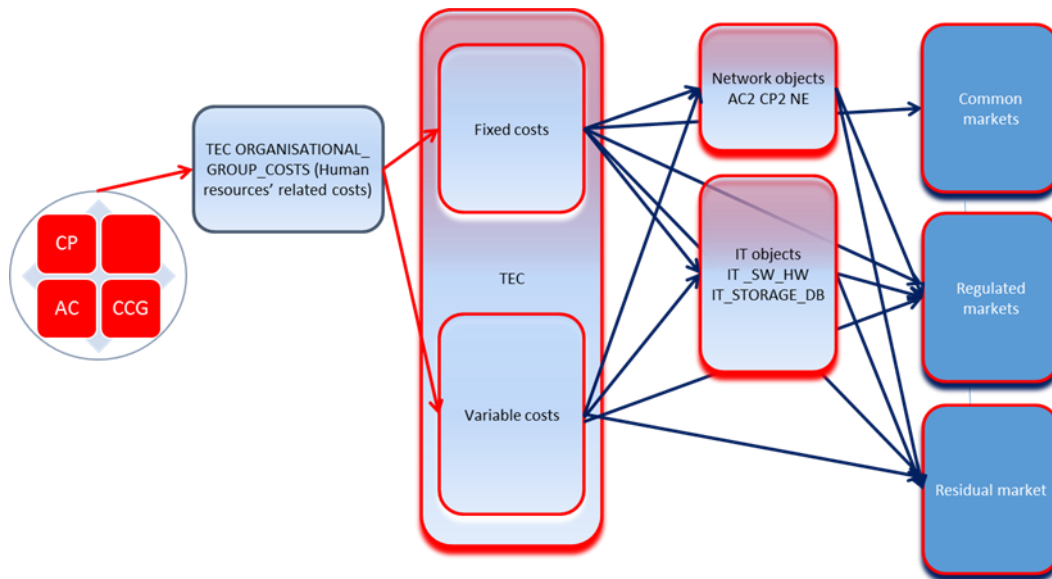 CP
AC
CCG
TEC ORGANISATIONAL_
GROUP_COSTS (Human
resources' related costs)
Fixed costs
TEC
Variable costs
Network objects
AC2 CP2 NE
IT objects
IT _SW_HW
IT_STORAGE_DB
Common
markets
Regulated
markets
Residual market